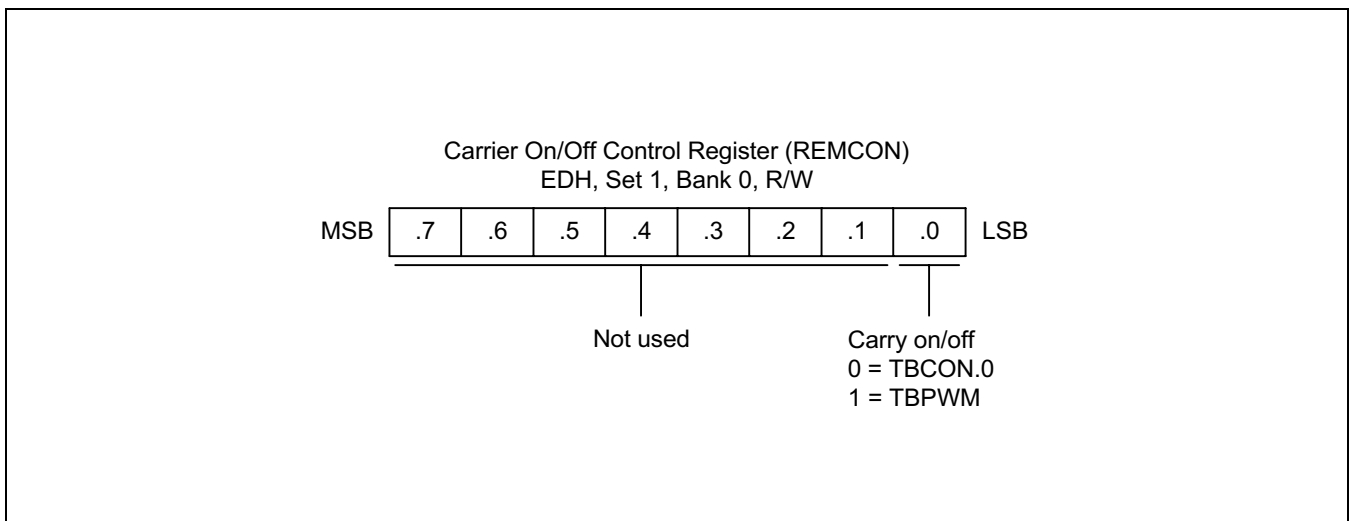 Carrier On/Off Control Register (REMCON)
EDH, Set 1, Bank 0, R/W
MSB .7 .6 .5 .4 .3 .2 .1 .0 LSB
Not used
Carry on/off
0 = TBCON.0
1 = TBPWM